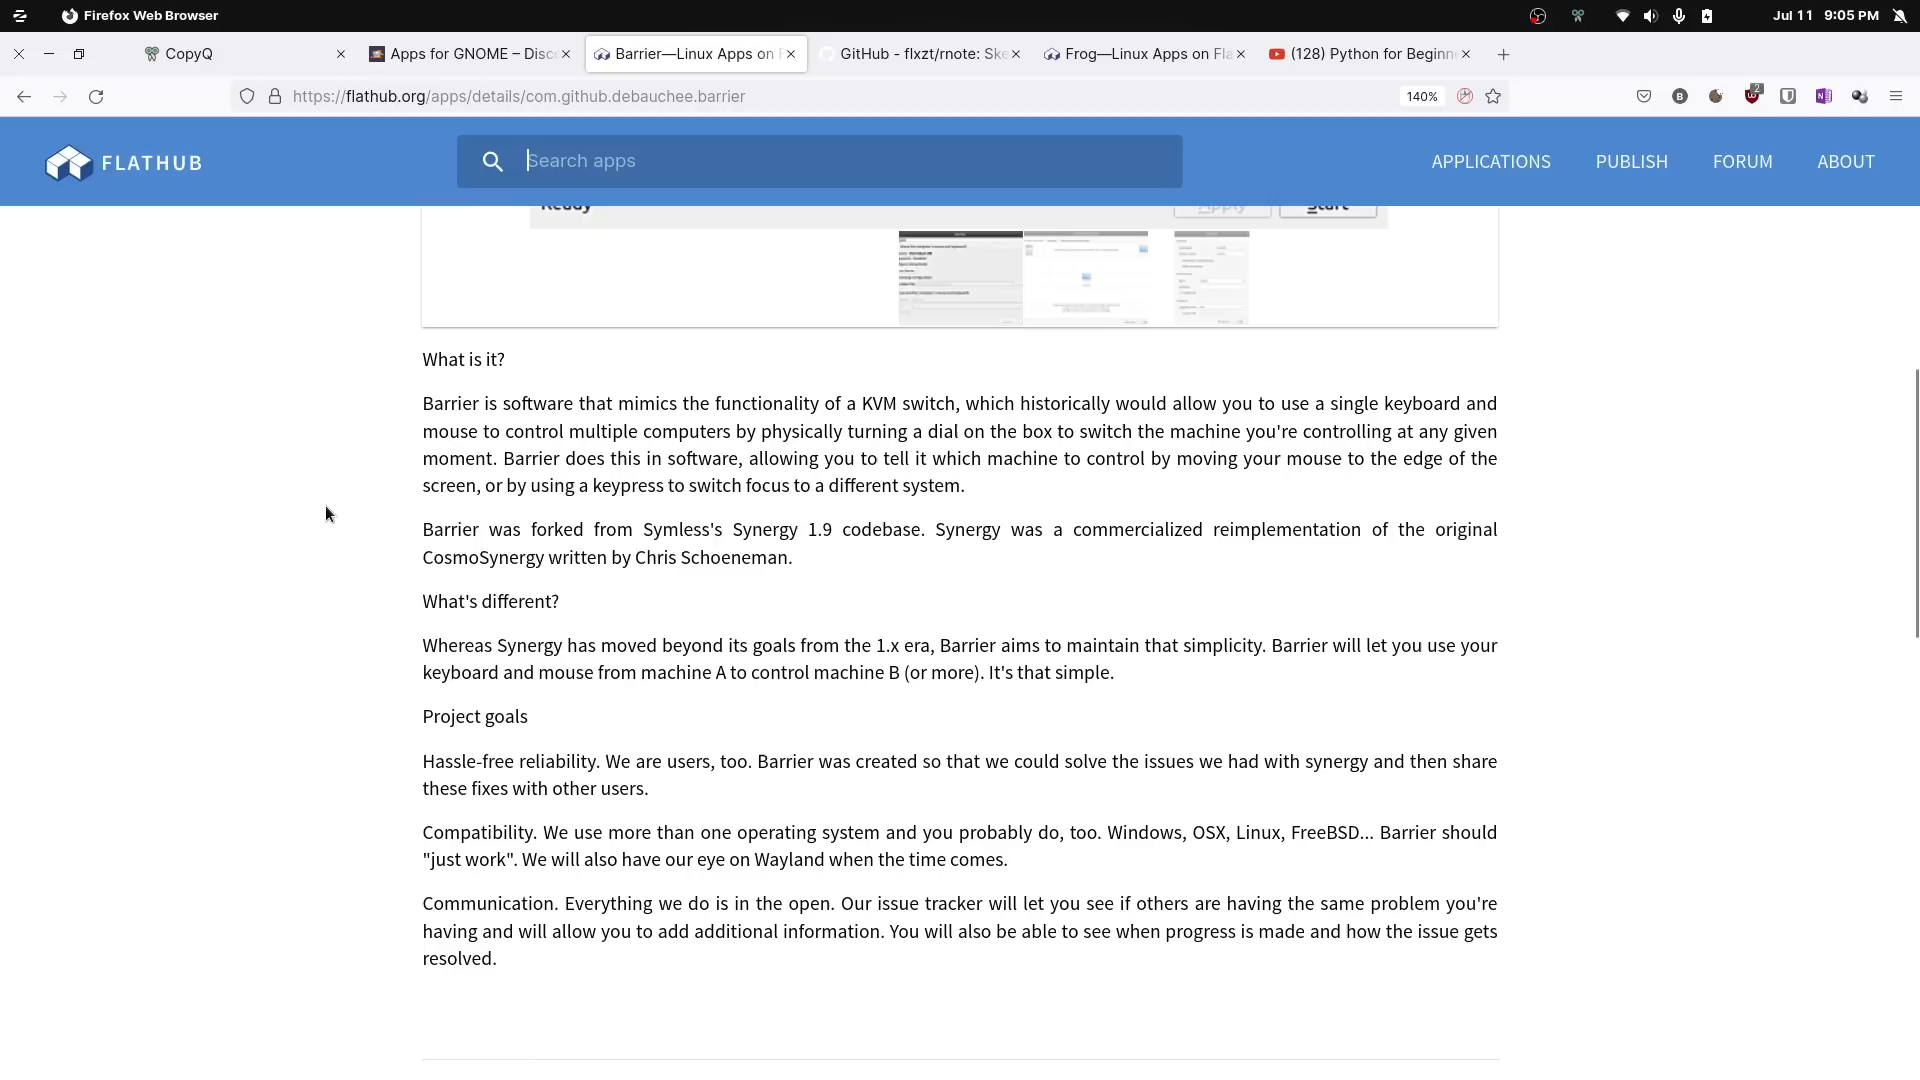 Firefox Web Browser
Jul 11 9:05 PM
CopyQ
Apps for GNOME – Disc
Barrier—Linux Apps on F
GitHub - flxzt/rnote: Ske
Frog—Linux Apps on Fla
(128) Python for Beginn
https://flathub.org/apps/details/com.github.debauchee.barrier
140%
2
FLATHUB
Search apps
APPLICATIONS
PUBLISH
FORUM
ABOUT
Ready
Apply
Start
What is it?
Barrier is software that mimics the functionality of a KVM switch, which historically would allow you to use a single keyboard and
mouse to control multiple computers by physically turning a dial on the box to switch the machine you're controlling at any given
moment. Barrier does this in software, allowing you to tell it which machine to control by moving your mouse to the edge of the
screen, or by using a keypress to switch focus to a different system.
Barrier was forked from Symless's Synergy 1.9 codebase. Synergy was a commercialized reimplementation of the original
CosmoSynergy written by Chris Schoeneman.
What's different?
Whereas Synergy has moved beyond its goals from the 1.x era, Barrier aims to maintain that simplicity. Barrier will let you use your
keyboard and mouse from machine A to control machine B (or more). It's that simple.
Project goals
Hassle-free reliability. We are users, too. Barrier was created so that we could solve the issues we had with synergy and then share
these fixes with other users.
Compatibility. We use more than one operating system and you probably do, too. Windows, OSX, Linux, FreeBSD... Barrier should
"just work". We will also have our eye on Wayland when the time comes.
Communication. Everything we do is in the open. Our issue tracker will let you see if others are having the same problem you're
having and will allow you to add additional information. You will also be able to see when progress is made and how the issue gets
resolved.